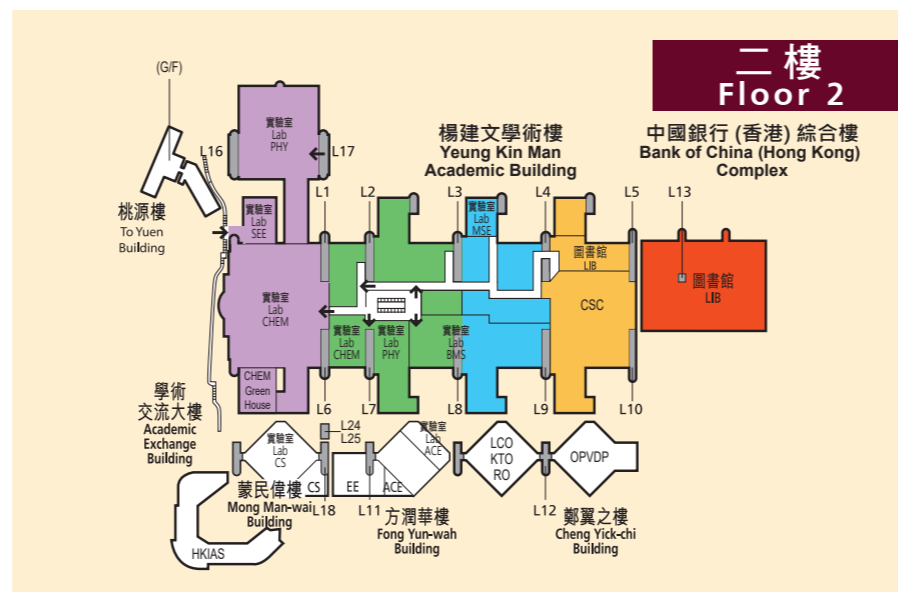 二樓
Floor 2
(G/F)
實驗室
Lab
PHY
L16
L17
楊建文學術樓
Yeung Kin Man
Academic Building
中國銀行 (香港) 綜合樓
Bank of China (Hong Kong)
Complex
L1
L2
L3
L4
L5
L13
桃源樓
To Yuen
Building
實驗室
Lab
SEE
實驗室
Lab
MSE
圖書館
LIB
圖書館
LIB
實驗室
Lab
CHEM
CSC
實驗室
Lab
CHEM
實驗室
Lab
PHY
實驗室
Lab
BMS
CHEM
Green
House
L6
L7
L8
L9
L10
學術
交流大樓
Academic
Exchange
Building
L24
L25
實驗室
Lab
CS
CS
實驗室
Lab
ACE
EE
ACE
LCO
KTO
RO
OPVDP
蒙民偉樓
Mong Man-wai
Building
L18
L11
方潤華樓
Fong Yun-wah
Building
L12
鄭翼之樓
Cheng Yick-chi
Building
HKIAS